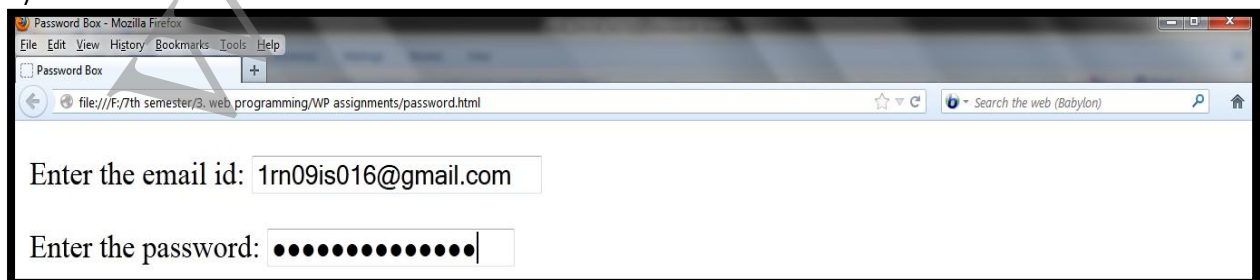 Password Box - Mozilla Firefox
File Edit View History Bookmarks Tools Help
Password Box +
file:///F:/7th semester/3. web programming/WP assignments/password.html Search the web (Babylon)
Enter the email id: 1rn09is016@gmail.com
Enter the password: ●●●●●●●●●●●●●●